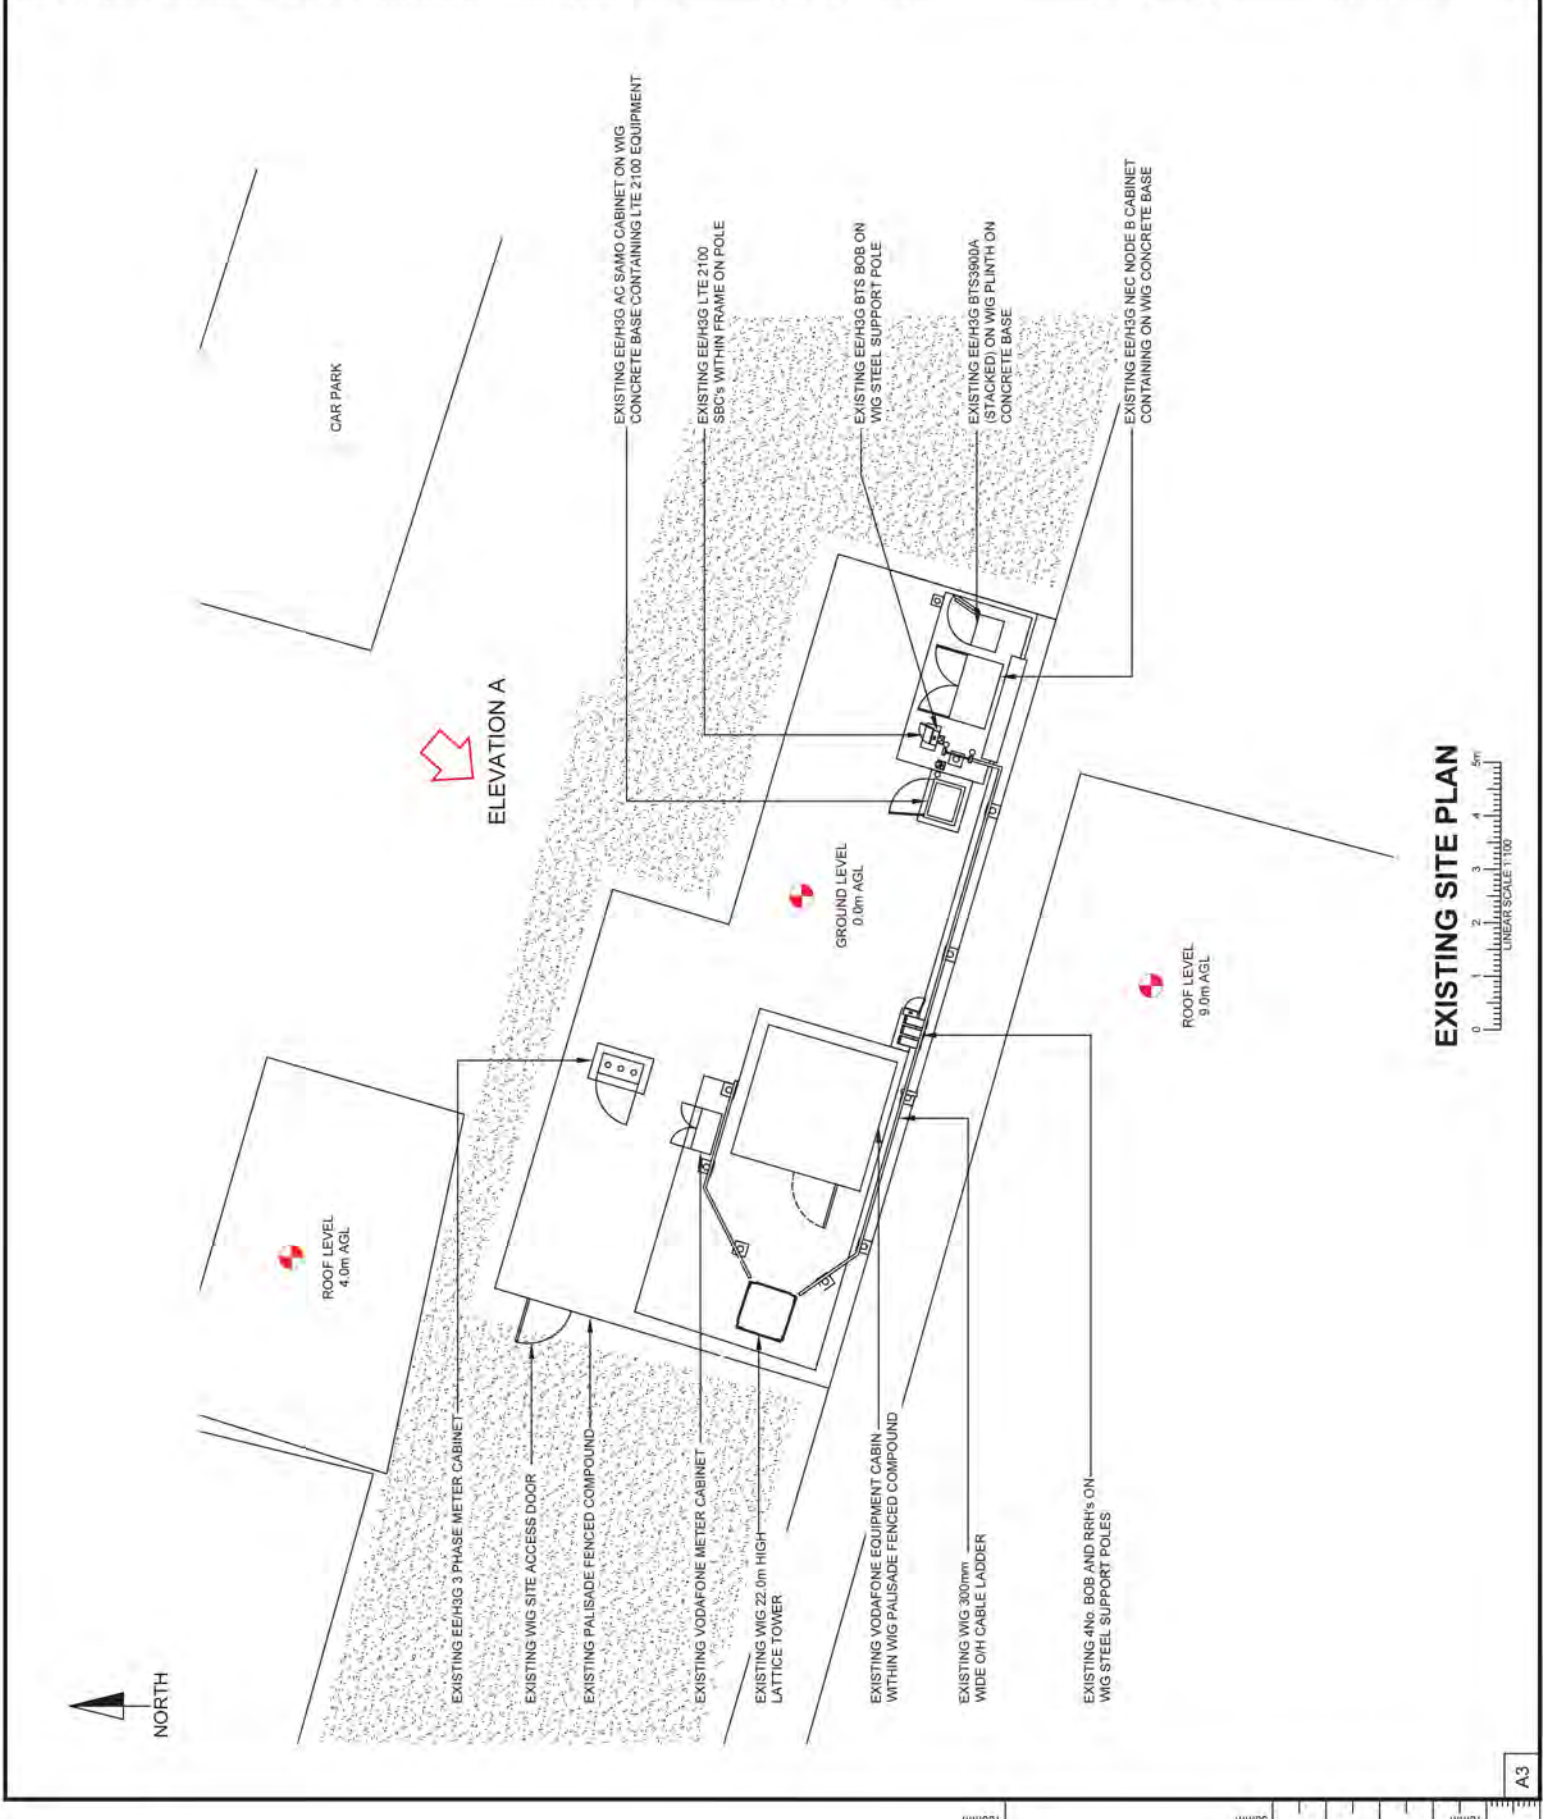 NORTH
CAR PARK
ROOF LEVEL
4.0m AGL
ELEVATION A
EXISTING EE/H3G 3 PHASE METER CABINET
EXISTING WIG SITE ACCESS DOOR
EXISTING PALISADE FENCED COMPOUND
EXISTING VODAFONE METER CABINET
EXISTING WIG 22.0m HIGH
LATTICE TOWER
EXISTING VODAFONE EQUIPMENT CABIN
WITHIN WIG PALISADE FENCED COMPOUND
EXISTING WIG 300mm
WIDE O/H CABLE LADDER
EXISTING 4No. BOB AND RRH's ON
WIG STEEL SUPPORT POLES
GROUND LEVEL
0.0m AGL
ROOF LEVEL
9.0m AGL
EXISTING EE/H3G AC SAMO CABINET ON WIG
CONCRETE BASE CONTAINING LTE 2100 EQUIPMENT
EXISTING EE/H3G LTE 2100
SBC's WITHIN FRAME ON POLE
EXISTING EE/H3G BTS BOB ON
WIG STEEL SUPPORT POLE
EXISTING EE/H3G BTS3900A
(STACKED) ON WIG PLINTH ON
CONCRETE BASE
EXISTING EE/H3G NEC NODE B CABINET
CONTAINING ON WIG CONCRETE BASE
EXISTING SITE PLAN
0 1 2 3 4 5m
LINEAR SCALE 1:100
A3